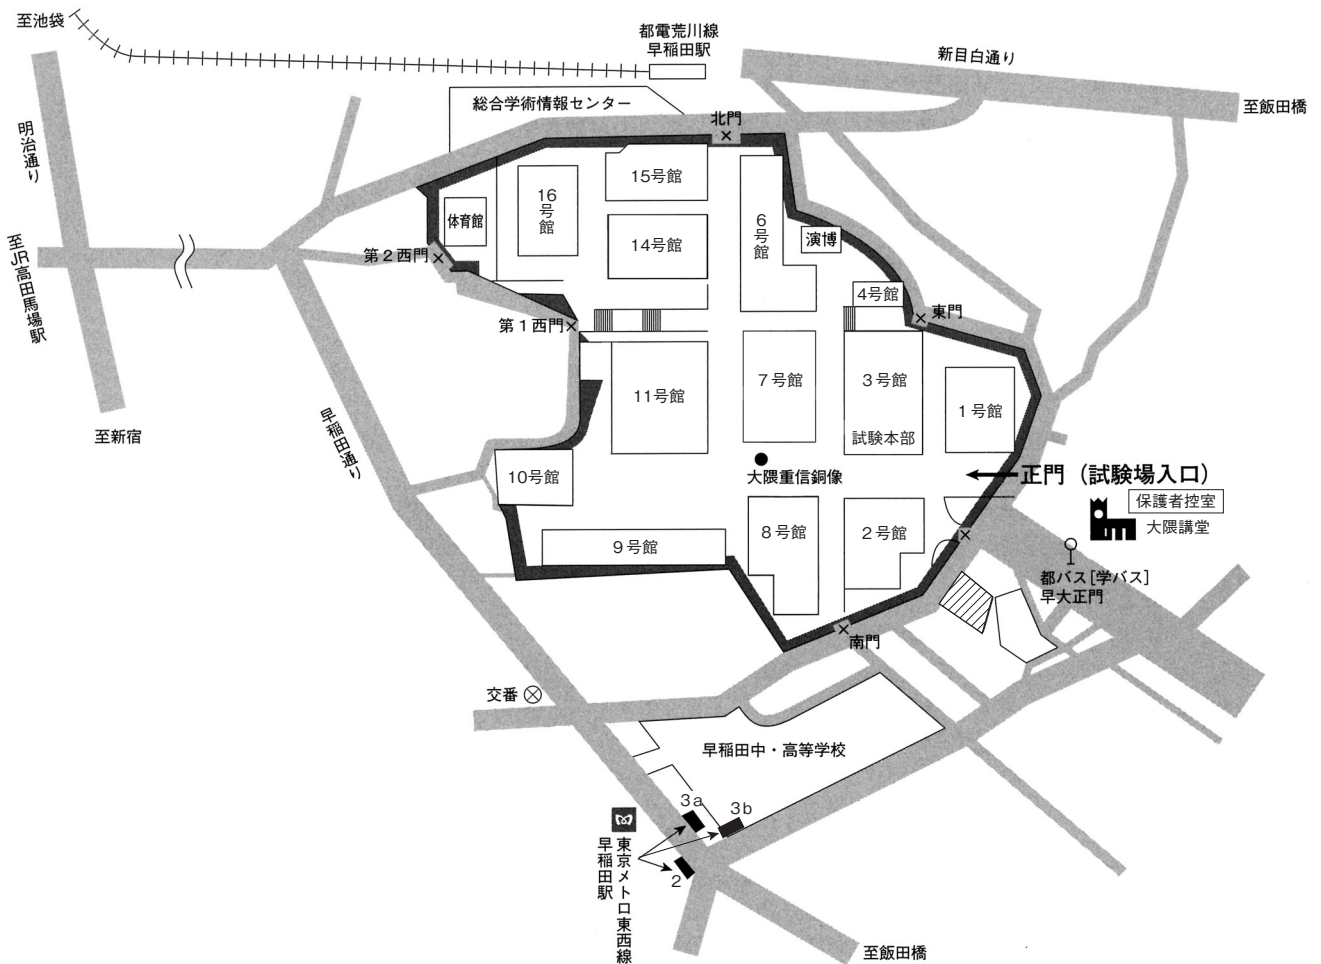 至池袋
都電荒川線
早稲田駅
新目白通り
至飯田橋
総合学術情報センター
北門
明治通り
15号館
16号館
体育館
14号館
6号館
演博
至JR高田馬場駅
第2西門
4号館
東門
第1西門
11号館
7号館
3号館
試験本部
1号館
至新宿
早稲田通り
10号館
大隈重信銅像
正門(試験場入口)
保護者控室
大隈講堂
9号館
8号館
2号館
都バス[学バス]
早大正門
南門
交番
早稲田中・高等学校
3a
3b
2
東京メトロ東西線
早稲田駅
至飯田橋